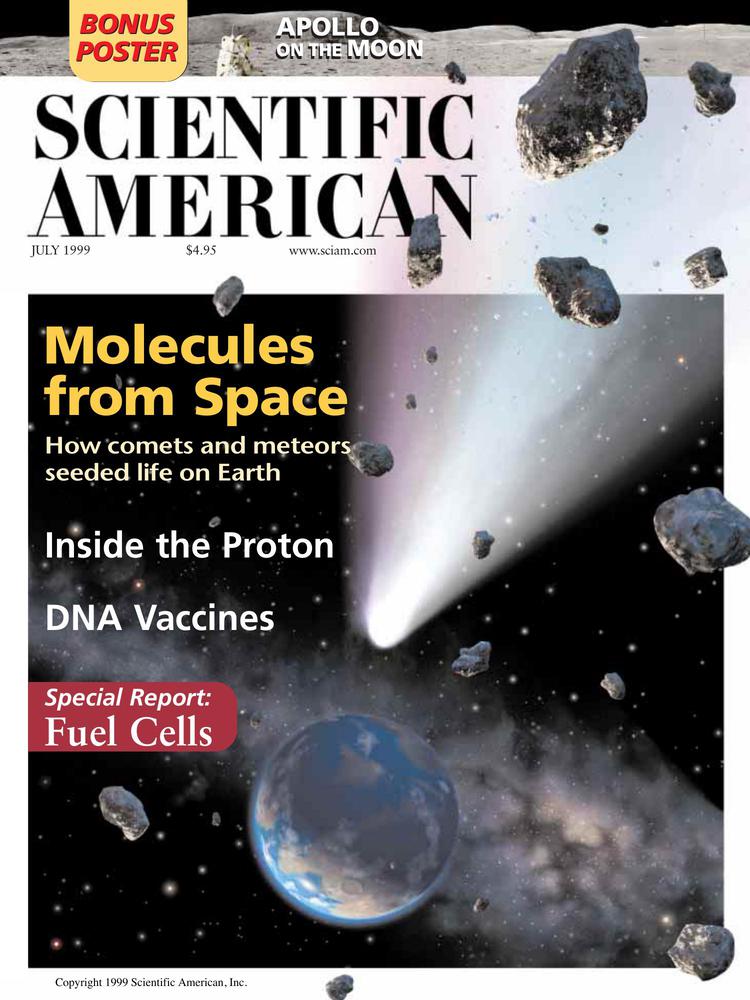 BONUS
POSTER
APOLLO
ON THE MOON
SCIENTIFIC
AMERICAN
JULY 1999 $4.95 www.sciam.com
Molecules
from Space
How comets and meteors
seeded life on Earth
Inside the Proton
DNA Vaccines
Special Report:
Fuel Cells
Copyright 1999 Scientific American, Inc.